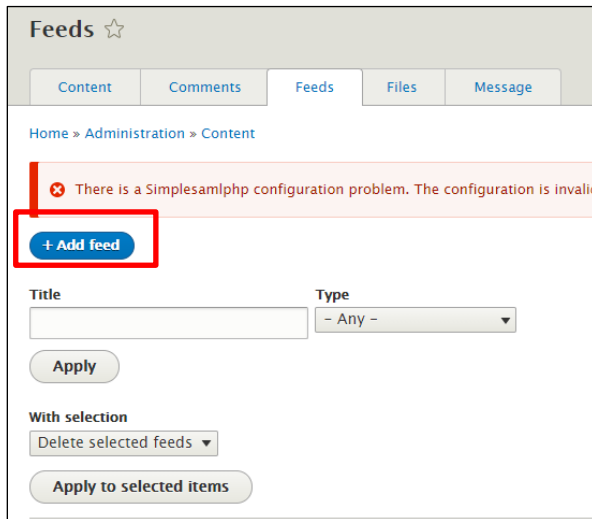 Feeds
Content Comments Feeds Files Message
Home » Administration » Content
There is a Simplesamlphp configuration problem. The configuration is
+ Add feed
Title Type
- Any -
Apply
With selection
Delete selected feeds
Apply to selected items